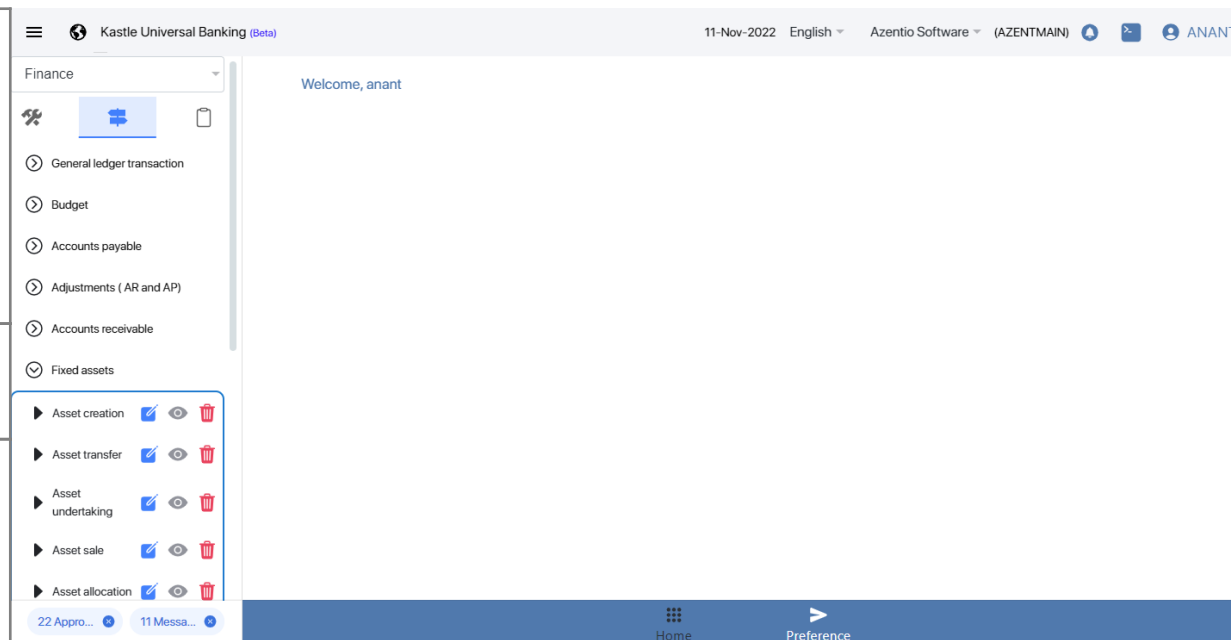 Kastle Universal Banking (Beta)
11-Nov-2022 English Azentio Software (AZENTMAIN) ANANT
Finance
Welcome, anant
General ledger transaction
Budget
Accounts payable
Adjustments ( AR and AP)
Accounts receivable
Fixed assets
Asset creation
Asset transfer
Asset
undertaking
Asset sale
Asset allocation
22 Appro... 11 Messa...
Home Preference